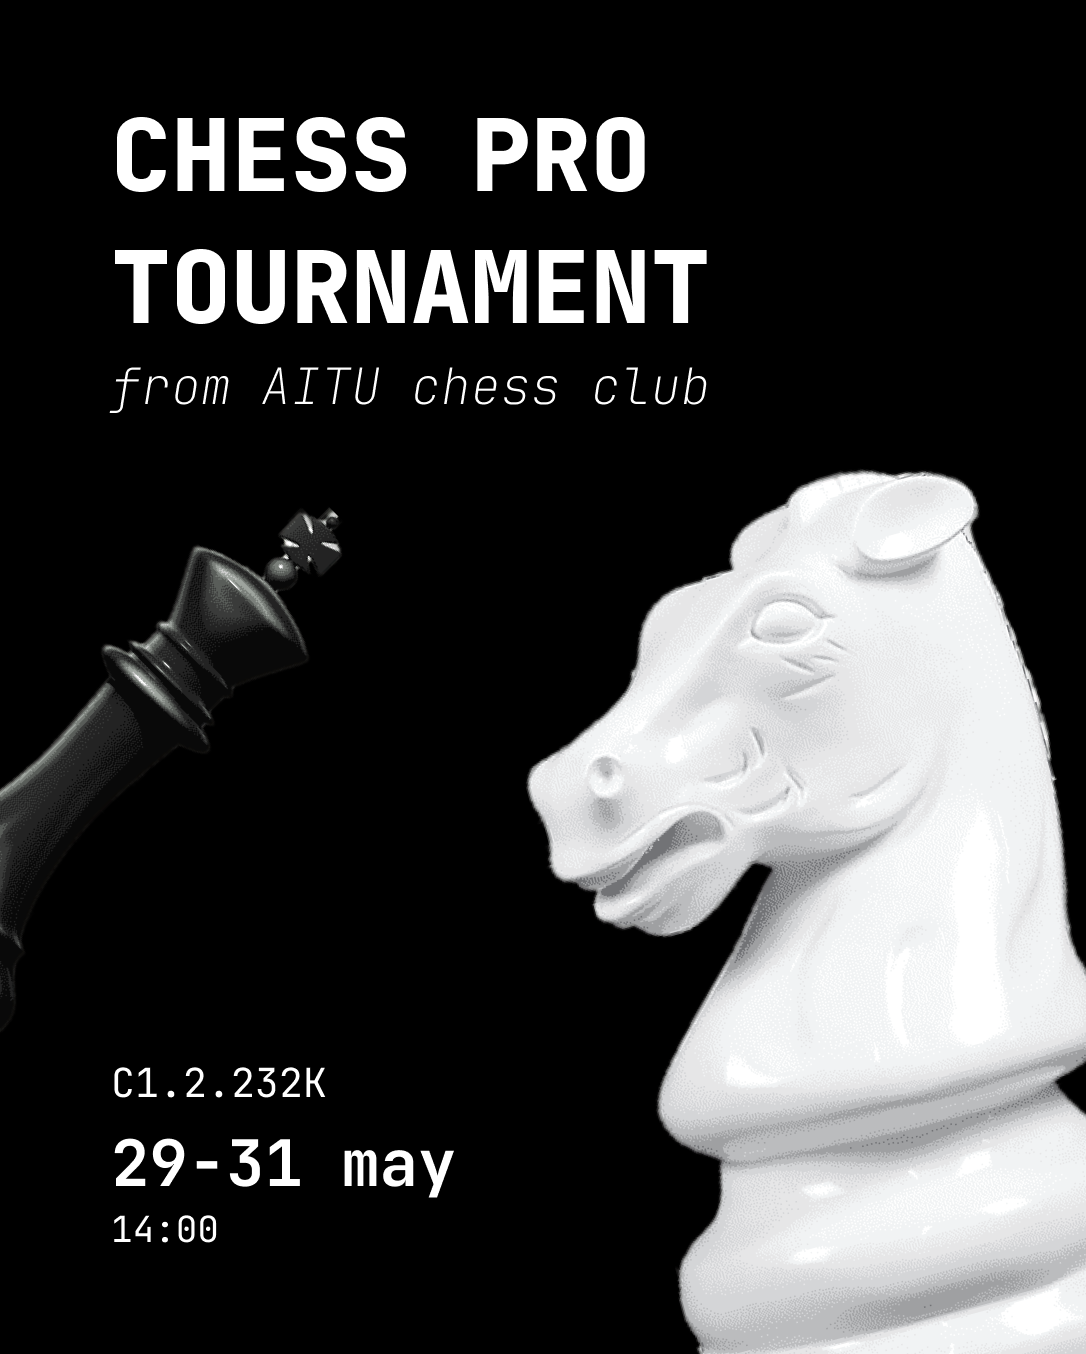 CHESS PRO
TOURNAMENT
from AITU chess club
C1.2.232K
29-31 may
14:00